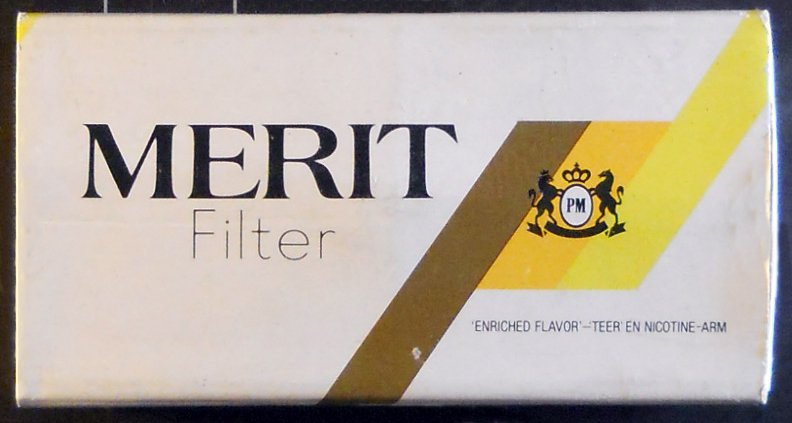 MERIT
Filter
PM
'ENRICHED FLAVOR'-'TEER' EN NICOTINE-ARM